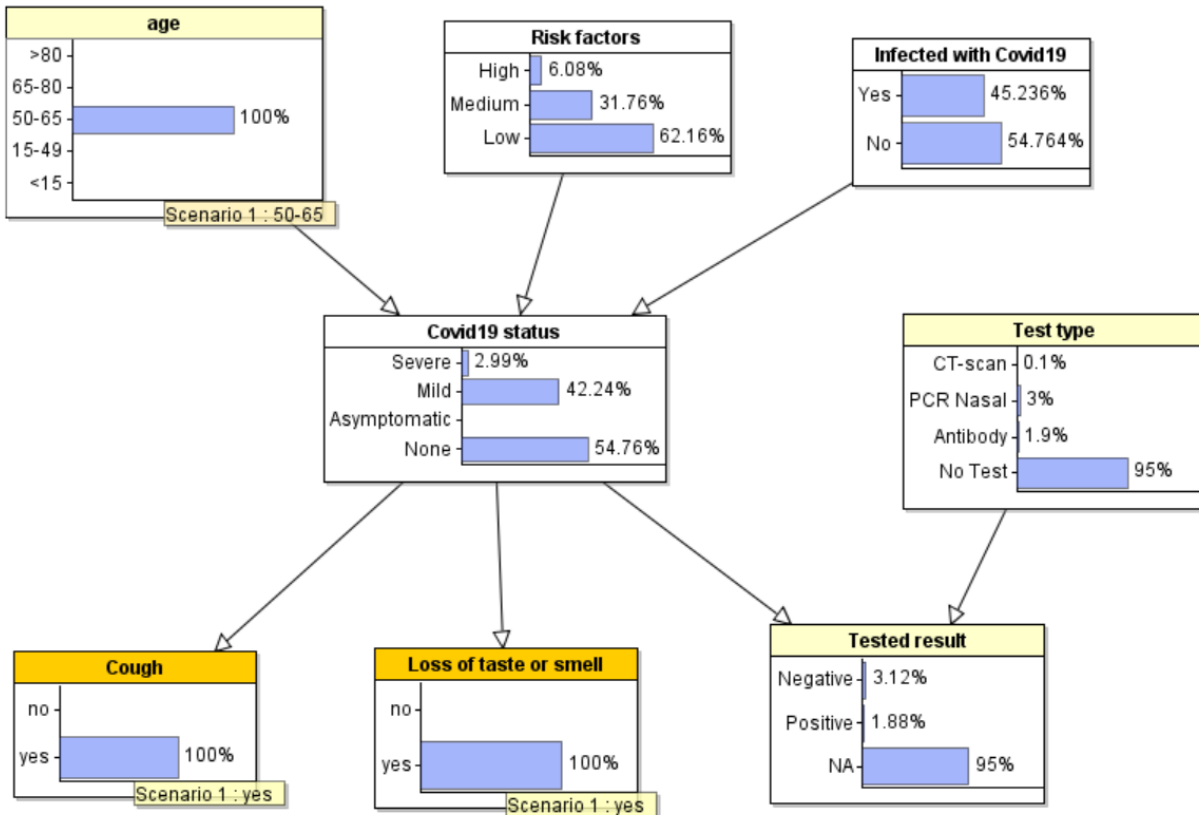 age
>80
65-80
50-65 100%
15-49
<15
Scenario 1 : 50-65
Risk factors
High 6.08%
Medium 31.76%
Low 62.16%
Infected with Covid19
Yes 45.236%
No 54.764%
Covid19 status
Severe 2.99%
Mild 42.24%
Asymptomatic
None 54.76%
Test type
CT-scan 0.1%
PCR Nasal 3%
Antibody 1.9%
No Test 95%
Cough
no
yes 100%
Scenario 1 : yes
Loss of taste or smell
no
yes 100%
Scenario 1 : yes
Tested result
Negative 3.12%
Positive 1.88%
NA 95%